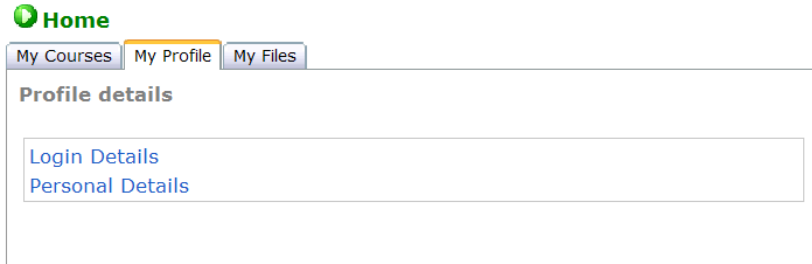 Home
My Courses My Profile My Files
Profile details
Login Details
Personal Details